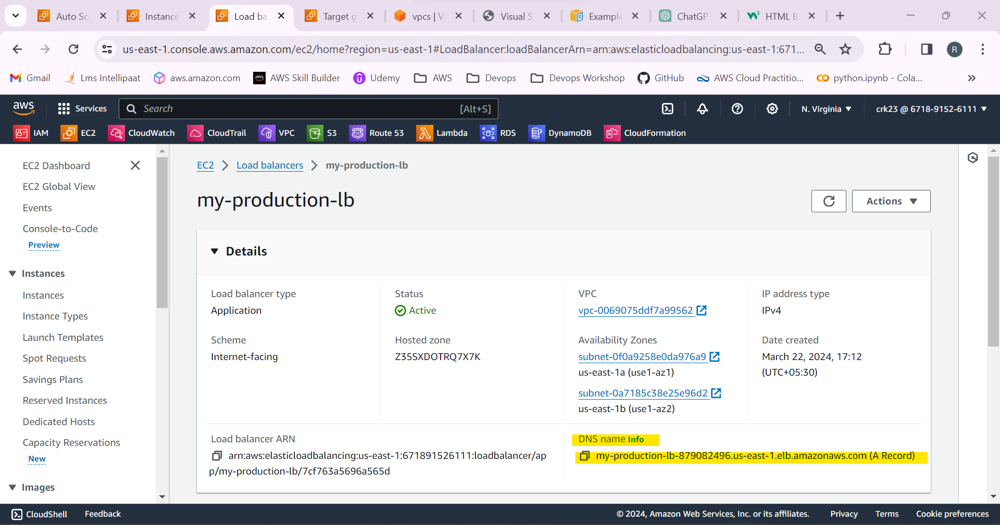 Auto Sc
Instance
Load ba
Target g
vpcs | V
Visual S
Example
ChatGPT
HTML B
us-east-1.console.aws.amazon.com/ec2/home?region=us-east-1#LoadBalancer:loadBalancerArn=arn:aws:elasticloadbalancing:us-east-1:671...
R
Gmail
Lms Intellipaat
aws.amazon.com
aws
AWS Skill Builder
Udemy
AWS
Devops
Devops Workshop
GitHub
AWS Cloud Practitio...
python.ipynb - Cola...
aws
Services
Search
[Alt+S]
N. Virginia
crk23 @ 6718-9152-6111
IAM
EC2
CloudWatch
CloudTrail
VPC
S3
Route 53
Lambda
RDS
DynamoDB
CloudFormation
EC2 Dashboard
EC2 Global View
Events
Console-to-Code
Preview
Instances
Instances
Instance Types
Launch Templates
Spot Requests
Savings Plans
Reserved Instances
Dedicated Hosts
Capacity Reservations
New
Images
EC2 > Load balancers > my-production-lb
my-production-lb
Actions
Details
Load balancer type
Application
Status
Active
VPC
vpc-0069075ddf7a99562
IP address type
IPv4
Scheme
Internet-facing
Hosted zone
Z35SXDOTRQ7X7K
Availability Zones
subnet-0f0a9258e0da976a9
us-east-1a (use1-az1)
subnet-0a7185c38e25e96d2
us-east-1b (use1-az2)
Date created
March 22, 2024, 17:12
(UTC+05:30)
Load balancer ARN
arn:aws:elasticloadbalancing:us-east-1:671891526111:loadbalancer/ap
p/my-production-lb/7cf763a5696a565d
DNS name Info
my-production-lb-879082496.us-east-1.elb.amazonaws.com (A Record)
CloudShell
Feedback
© 2024, Amazon Web Services, Inc. or its affiliates.
Privacy
Terms
Cookie preferences